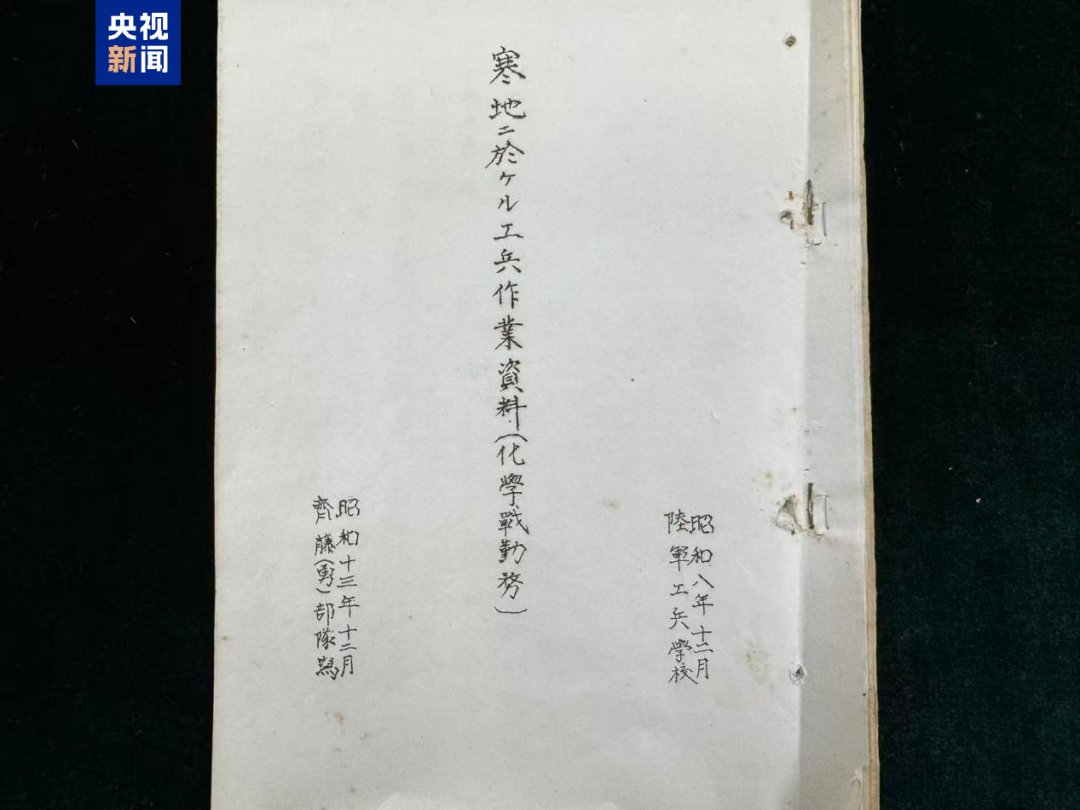 央视
新闻
昭和八年十二月
陸軍工兵學校
寒地ニ於ケル工兵作業資料(化學戰勤務)
昭和十三年十二月
齊藤(勇)部隊寫